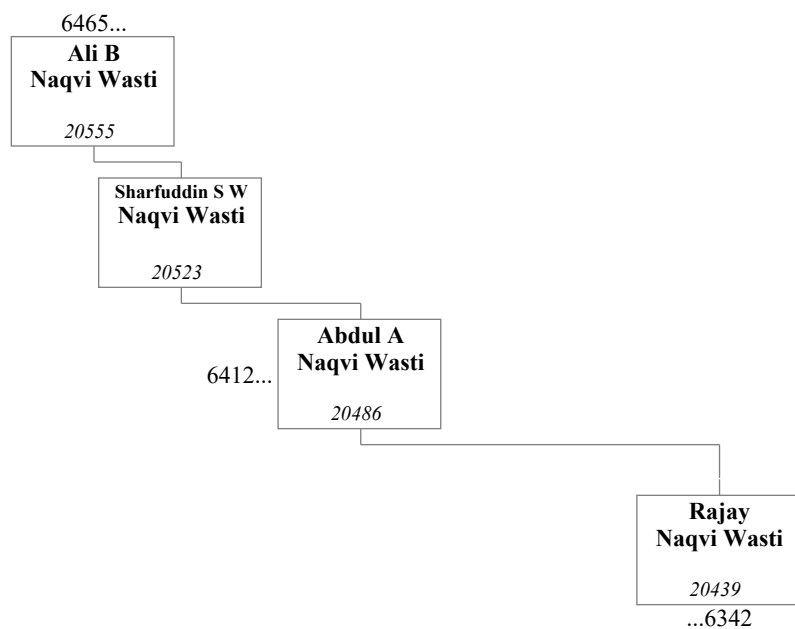 6465...
Ali B
Naqvi Wasti
20555
Sharfuddin S W
Naqvi Wasti
20523
Abdul A
Naqvi Wasti
6412...
20486
Rajay
Naqvi Wasti
20439
...6342